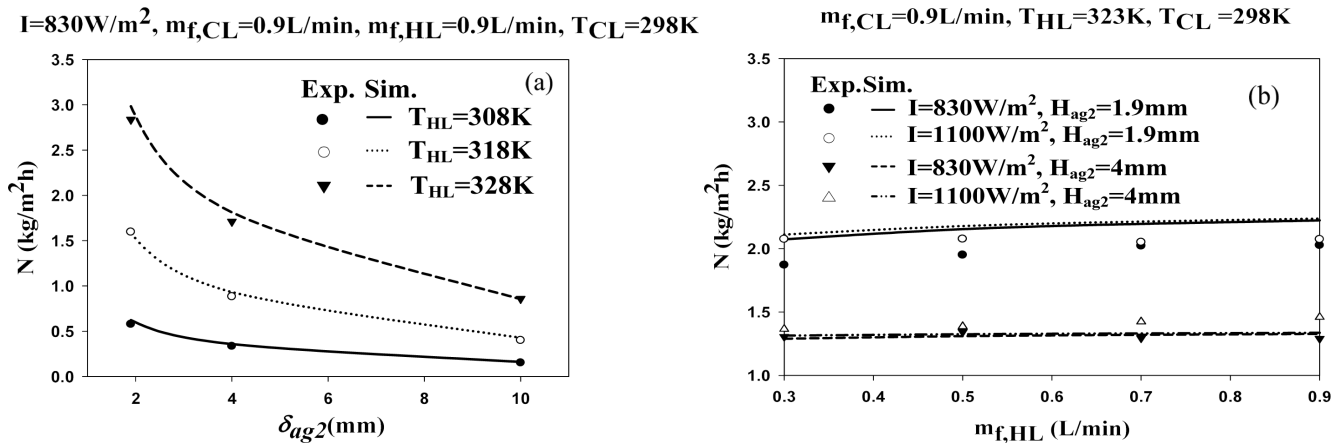 I=830W/m², m_f,CL=0.9L/min, m_f,HL=0.9L/min, T_CL=298K
(a)
Exp. Sim.
T_HL=308K
T_HL=318K
T_HL=328K
N (kg/m²h)
3.5
3.0
2.5
2.0
1.5
1.0
0.5
0.0
2 4 6 8 10
δ_ag2(mm)
m_f,CL=0.9L/min, T_HL=323K, T_CL =298K
(b)
Exp.Sim.
I=830W/m², H_ag2=1.9mm
I=1100W/m², H_ag2=1.9mm
I=830W/m², H_ag2=4mm
I=1100W/m², H_ag2=4mm
N (kg/m²h)
3.5
3.0
2.5
2.0
1.5
1.0
0.3 0.4 0.5 0.6 0.7 0.8 0.9
m_f,HL (L/min)